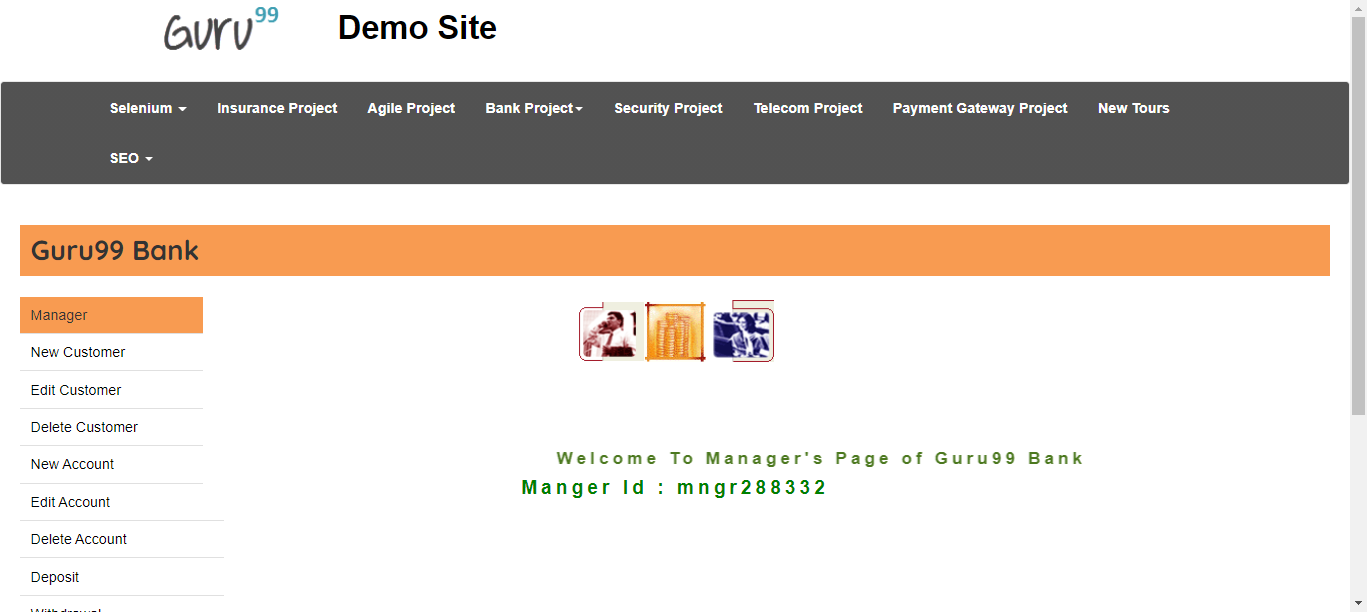 Guru99
Demo Site
Selenium
Insurance Project
Agile Project
Bank Project
Security Project
Telecom Project
Payment Gateway Project
New Tours
SEO
Guru99 Bank
Manager
New Customer
Edit Customer
Delete Customer
New Account
Edit Account
Delete Account
Deposit
Withdrawal
Welcome To Manager's Page of Guru99 Bank
Manger Id : mngr288332